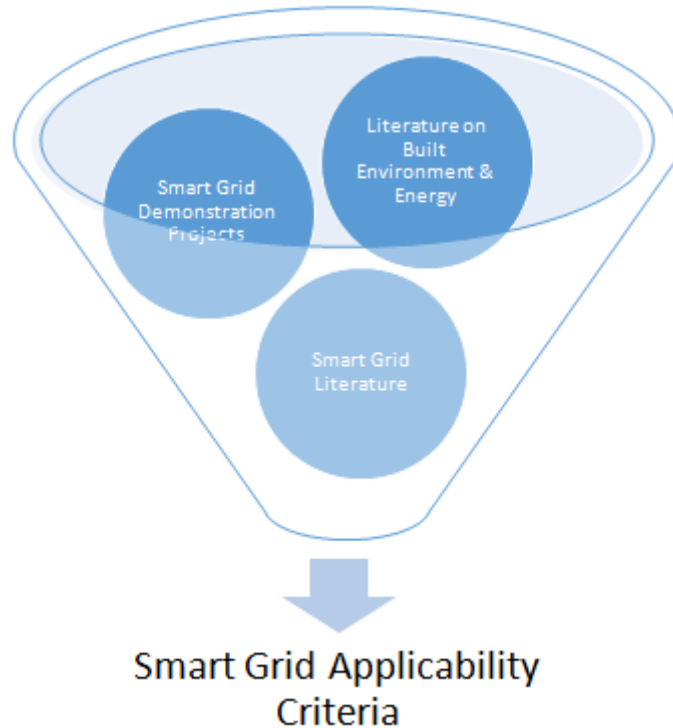 Literature on
Built
Environment &
Energy
Smart Grid
Demonstration
Projects
Smart Grid
Literature
Smart Grid Applicability
Criteria